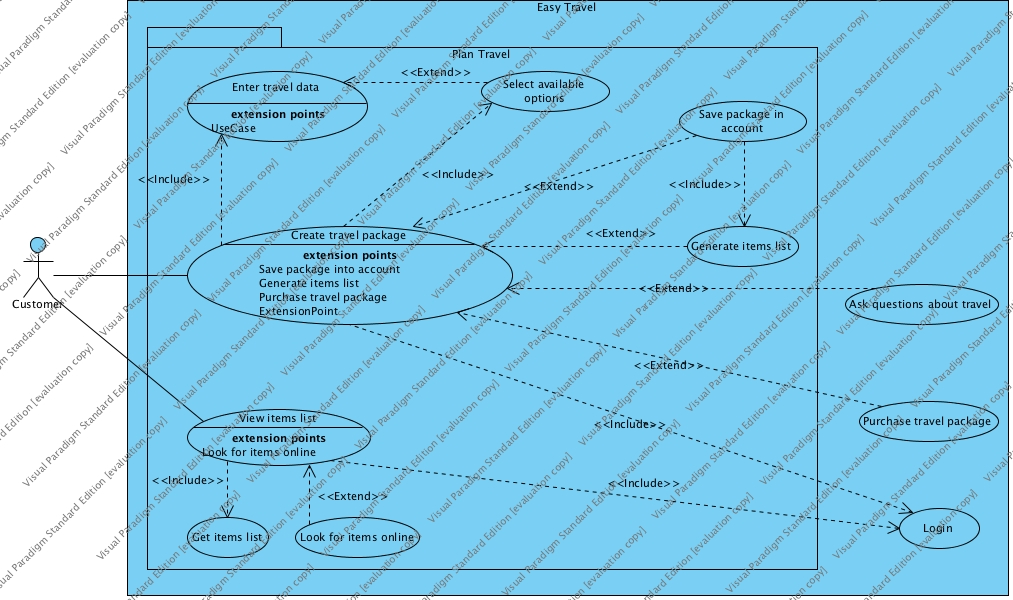 Easy Travel
Plan Travel
Enter travel data
extension points
UseCase
<<Extend>>
Select available
options
Save package in
account
<<Include>>
<<Include>>
<<Extend>>
<<Include>>
Create travel package
extension points
Save package into account
Generate items list
Purchase travel package
ExtensionPoint
<<Extend>>
Generate items list
<<Extend>>
Ask questions about travel
Customer
<<Extend>>
Purchase travel package
<<Include>>
View items list
extension points
Look for items online
<<Include>>
<<Include>>
<<Extend>>
Get items list
Look for items online
Login
Visual Paradigm Standard Edition [evaluation copy]